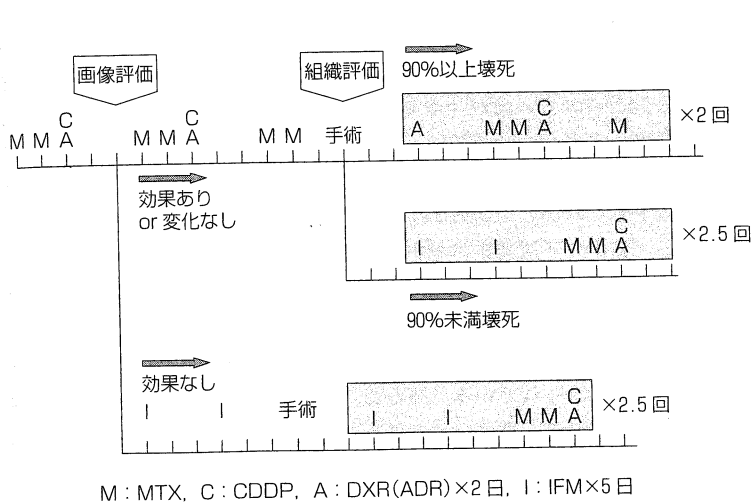 画像評価
組織評価
90%以上壊死
C
C
C
M M A
M M A
M M
手術
A
M M A
M
×2回
効果あり
or 変化なし
C
I
I
M M A
×2.5回
90%未満壊死
効果なし
C
I
I
手術
I
I
M M A
×2.5回
M：MTX，C：CDDP，A：DXR(ADR)×2日，I：IFM×5日